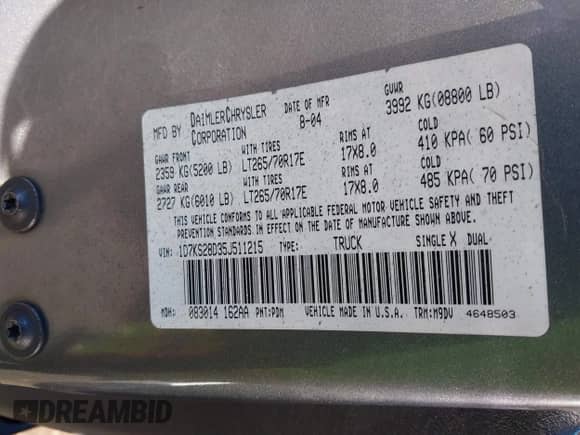 MFD BY DAIMLERCHRYSLER CORPORATION DATE OF MFR 8-04 GVWR 3992 KG(08800 LB)
GAWR FRONT WITH TIRES RIMS AT COLD
2359 KG(5200 LB) LT265/70R17E 17X8.0 410 KPA( 60 PSI)
GAWR REAR WITH TIRES RIMS AT COLD
2727 KG(6010 LB) LT265/70R17E 17X8.0 485 KPA( 70 PSI)
THIS VEHICLE CONFORMS TO ALL APPLICABLE FEDERAL MOTOR VEHICLE SAFETY AND THEFT
PREVENTION STANDARDS IN EFFECT ON THE DATE OF MANUFACTURE SHOWN ABOVE.
VIN: 1D7KS28D35J511215 TYPE: TRUCK SINGLE X DUAL
MDH: 083014 162AA PNT:PDM VEHICLE MADE IN U.S.A. TRM:M9DV 4648503
DREAMBID